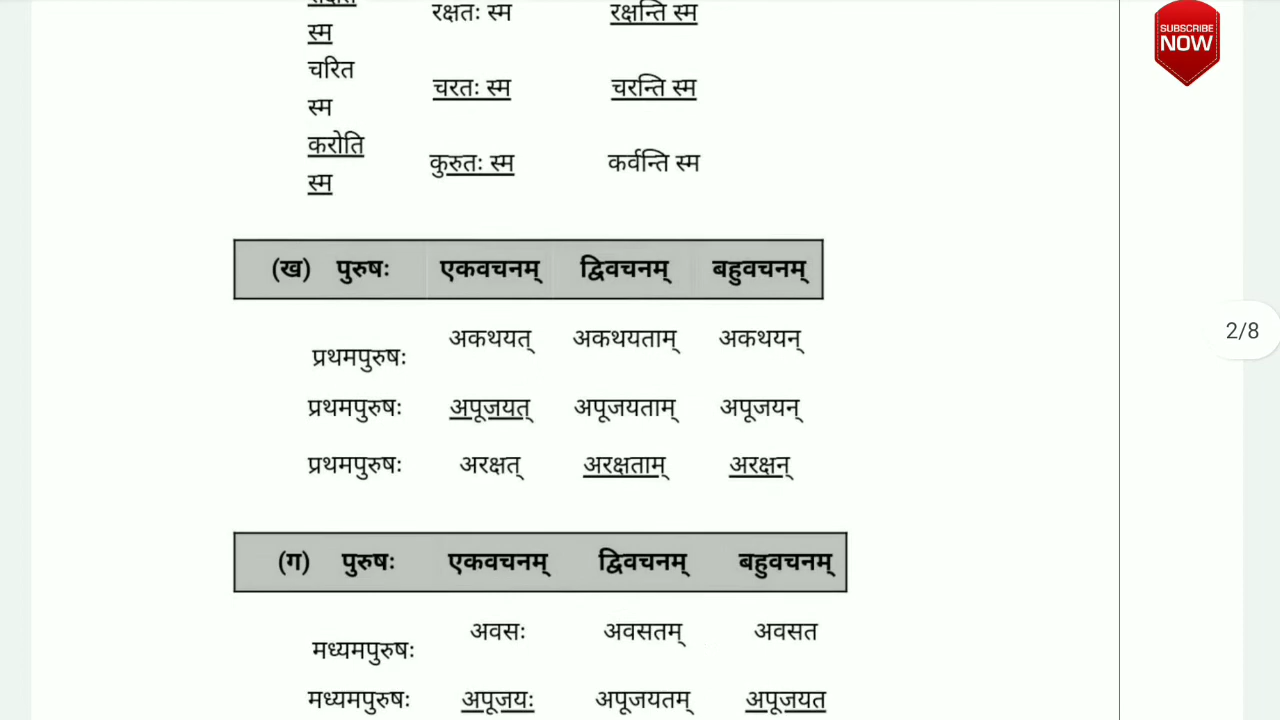 रक्षतः स्म रक्षन्ति स्म
स्म
चरित
चरतः स्म चरन्ति स्म
स्म
करोति
कुरुतः स्म कर्वन्ति स्म
स्म
(ख) पुरुषः एकवचनम् द्विवचनम् बहुवचनम्
प्रथमपुरुषः अकथयत् अकथयताम् अकथयन्
प्रथमपुरुषः अपूजयत् अपूजयताम् अपूजयन्
प्रथमपुरुषः अरक्षत् अरक्षताम् अरक्षन्
(ग) पुरुषः एकवचनम् द्विवचनम् बहुवचनम्
मध्यमपुरुषः अवसः अवसतम् अवसत
मध्यमपुरुषः अपूजयः अपूजयतम् अपूजयत
SUBSCRIBE
NOW
2/8